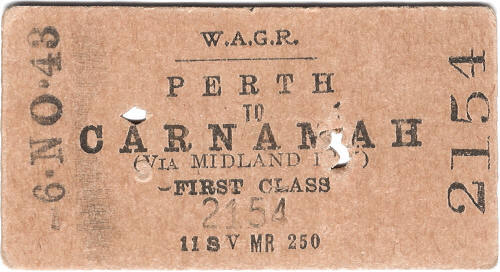 W.A.G.R.
PERTH
TO
CARNAMAH
(VIA MIDLAND
FIRST CLASS
2154
11 S V MR 250
-6·NO·43
2154